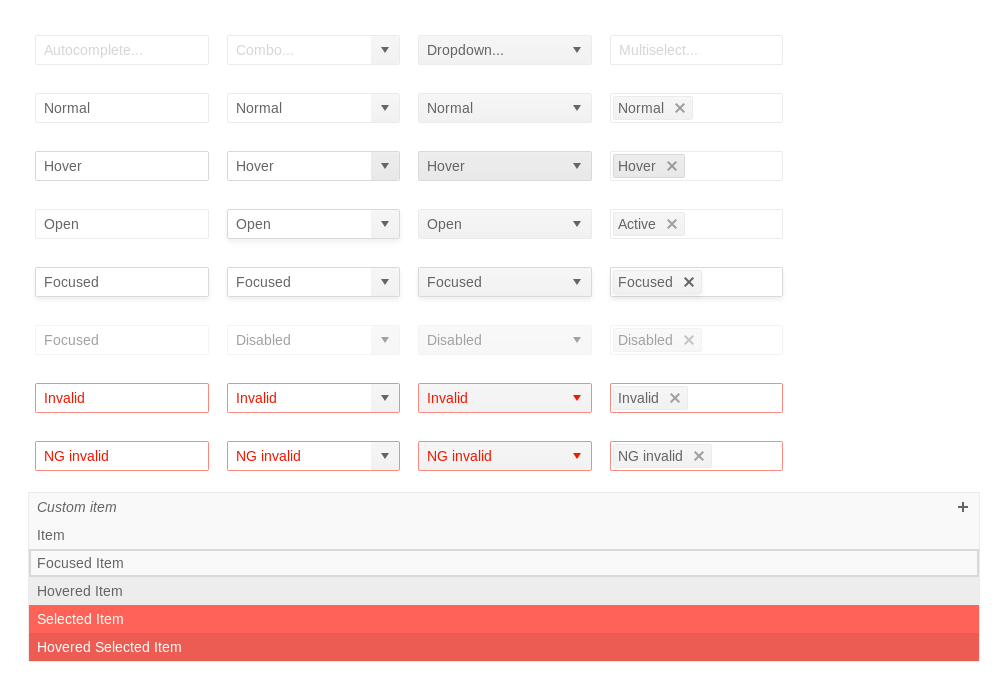 Autocomplete... Combo... Dropdown... Multiselect...
Normal Normal Normal Normal
Hover Hover Hover Hover
Open Open Open Active
Focused Focused Focused Focused
Focused Disabled Disabled Disabled
Invalid Invalid Invalid Invalid
NG invalid NG invalid NG invalid NG invalid
Custom item
Item
Focused Item
Hovered Item
Selected Item
Hovered Selected Item